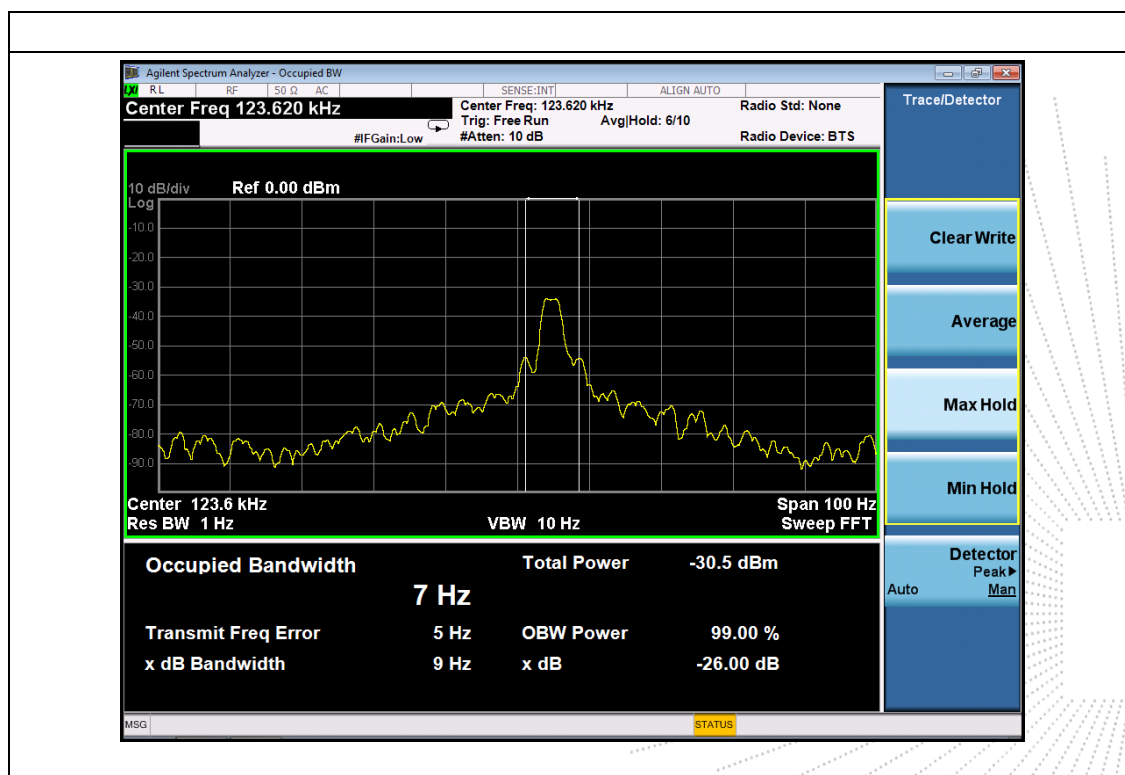 Agilent Spectrum Analyzer - Occupied BW
LXI RL RF 50 Ω AC SENSE:INT ALIGN AUTO
Center Freq 123.620 kHz
Center Freq: 123.620 kHz Radio Std: None
Trig: Free Run Avg|Hold: 6/10
#IFGain:Low #Atten: 10 dB Radio Device: BTS
10 dB/div Ref 0.00 dBm
Log
-10.0
-20.0
-30.0
-40.0
-50.0
-60.0
-70.0
-80.0
-90.0
Center 123.6 kHz Span 100 Hz
Res BW 1 Hz VBW 10 Hz Sweep FFT
Occupied Bandwidth Total Power -30.5 dBm
7 Hz
Transmit Freq Error 5 Hz OBW Power 99.00 %
x dB Bandwidth 9 Hz x dB -26.00 dB
MSG STATUS
Trace/Detector
Clear Write
Average
Max Hold
Min Hold
Detector
Peak▶
Auto Man